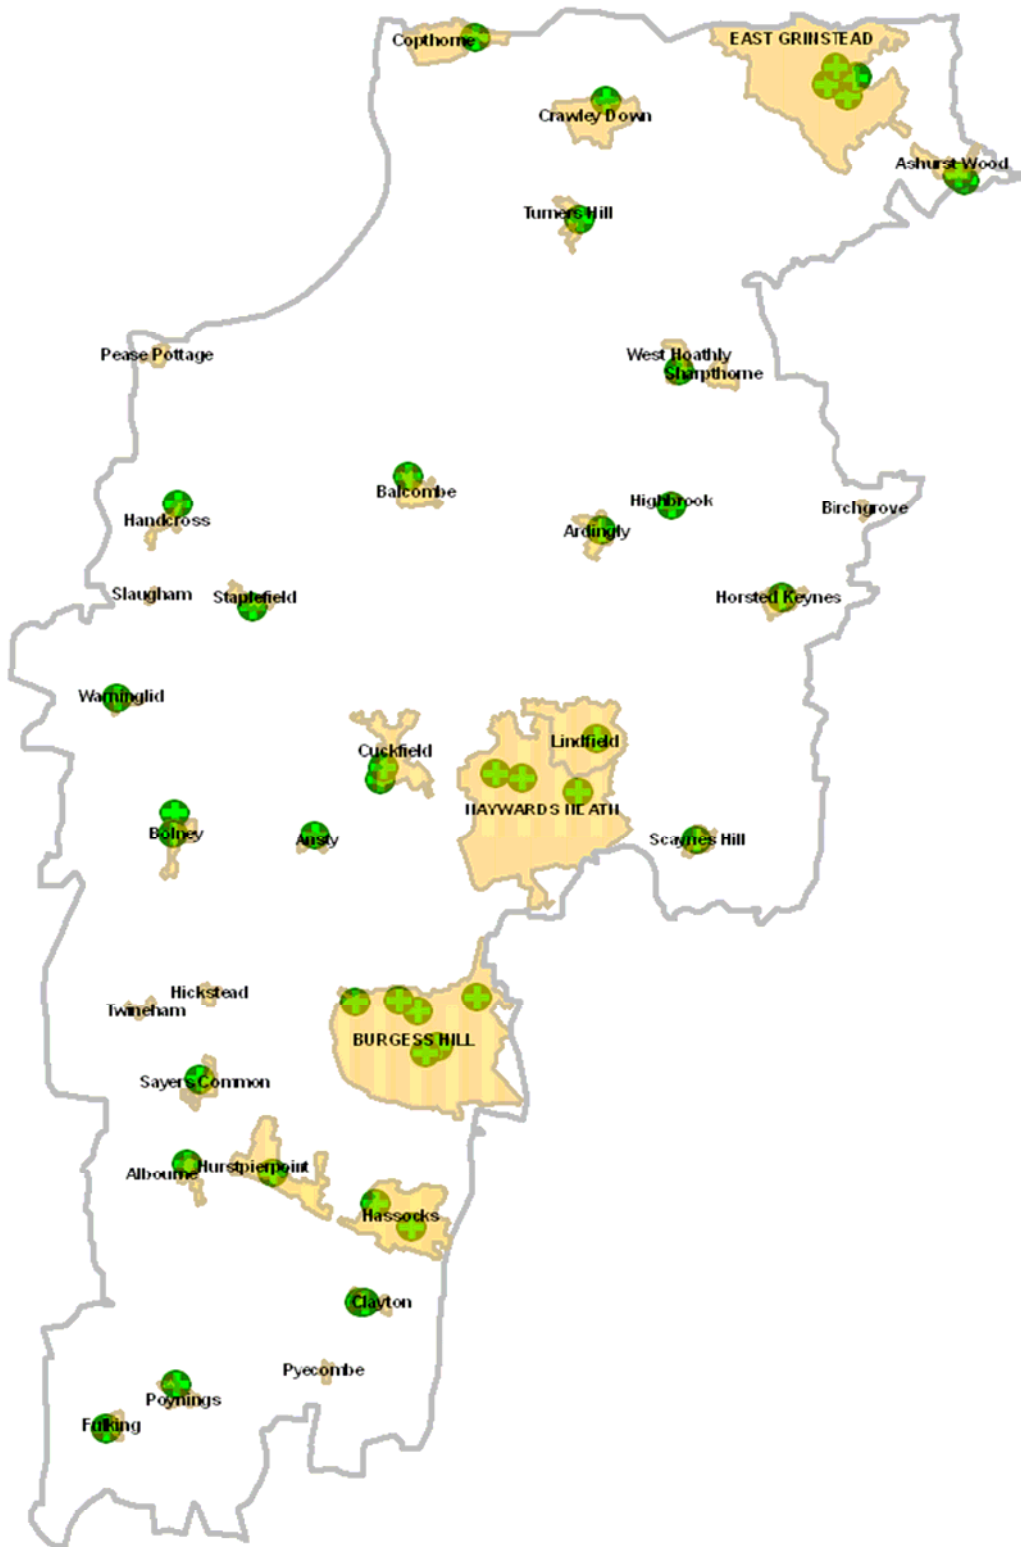 EAST GRINSTEAD
Copthorne
Crawley Down
Ashurst Wood
Turners Hill
Pease Pottage
West Hoathly
Sharpthorne
Balcombe
Highbrook
Birchgrove
Handcross
Ardingly
Slaugham
Staplefield
Horsted Keynes
Warninglid
Lindfield
Cuckfield
HAYWARDS HEATH
Bolney
Ansty
Scaynes Hill
Hickstead
Twineham
BURGESS HILL
Sayers Common
Hurstpierpoint
Albourne
Hassocks
Clayton
Pyecombe
Poynings
Fulking